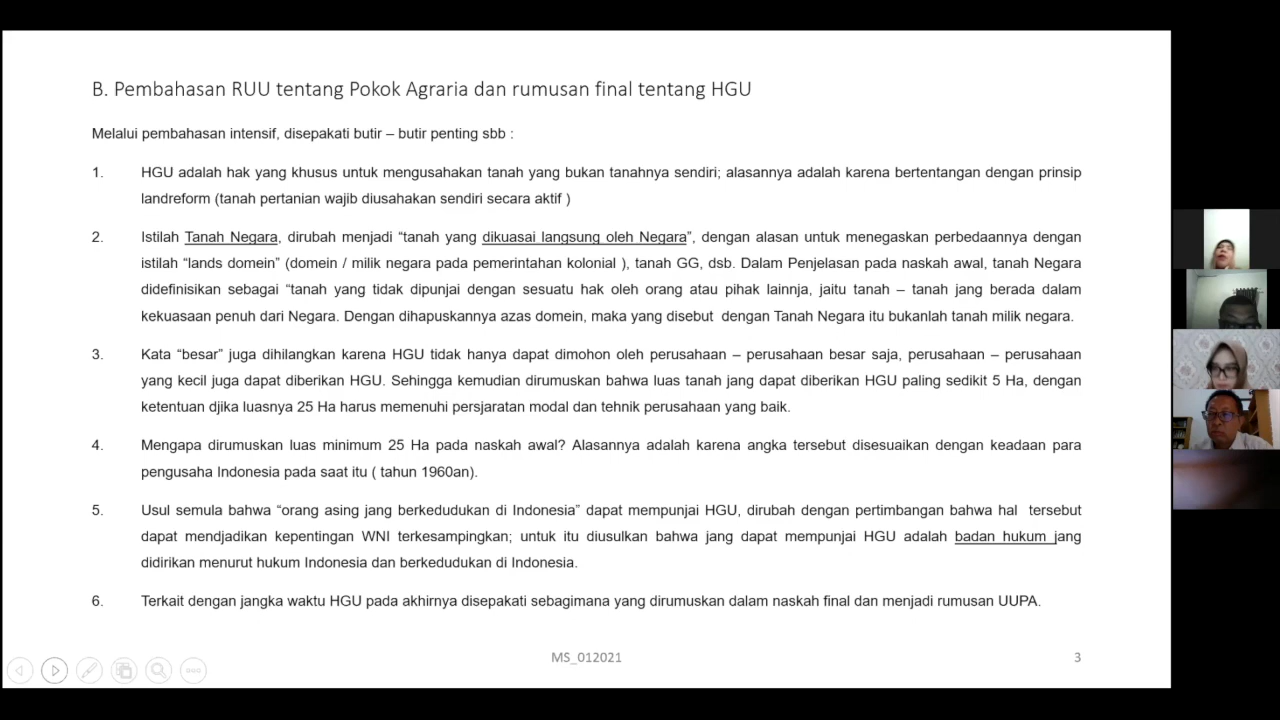 B. Pembahasan RUU tentang Pokok Agraria dan rumusan final tentang HGU
Melalui pembahasan intensif, disepakati butir – butir penting sbb :
1. HGU adalah hak yang khusus untuk mengusahakan tanah yang bukan tanahnya sendiri; alasannya adalah karena bertentangan dengan prinsip
landreform (tanah pertanian wajib diusahakan sendiri secara aktif )
2. Istilah Tanah Negara, dirubah menjadi “tanah yang dikuasai langsung oleh Negara”, dengan alasan untuk menegaskan perbedaannya dengan
istilah “lands domein” (domein / milik negara pada pemerintahan kolonial ), tanah GG, dsb. Dalam Penjelasan pada naskah awal, tanah Negara
didefinisikan sebagai “tanah yang tidak dipunjai dengan sesuatu hak oleh orang atau pihak lainnja, jaitu tanah – tanah jang berada dalam
kekuasaan penuh dari Negara. Dengan dihapuskannya azas domein, maka yang disebut dengan Tanah Negara itu bukanlah tanah milik negara.
3. Kata “besar” juga dihilangkan karena HGU tidak hanya dapat dimohon oleh perusahaan – perusahaan besar saja, perusahaan – perusahaan
yang kecil juga dapat diberikan HGU. Sehingga kemudian dirumuskan bahwa luas tanah jang dapat diberikan HGU paling sedikit 5 Ha, dengan
ketentuan djika luasnya 25 Ha harus memenuhi persjaratan modal dan tehnik perusahaan yang baik.
4. Mengapa dirumuskan luas minimum 25 Ha pada naskah awal? Alasannya adalah karena angka tersebut disesuaikan dengan keadaan para
pengusaha Indonesia pada saat itu ( tahun 1960an).
5. Usul semula bahwa “orang asing jang berkedudukan di Indonesia” dapat mempunjai HGU, dirubah dengan pertimbangan bahwa hal tersebut
dapat mendjadikan kepentingan WNI terkesampingkan; untuk itu diusulkan bahwa jang dapat mempunjai HGU adalah badan hukum jang
didirikan menurut hukum Indonesia dan berkedudukan di Indonesia.
6. Terkait dengan jangka waktu HGU pada akhirnya disepakati sebagimana yang dirumuskan dalam naskah final dan menjadi rumusan UUPA.
MS_012021
3